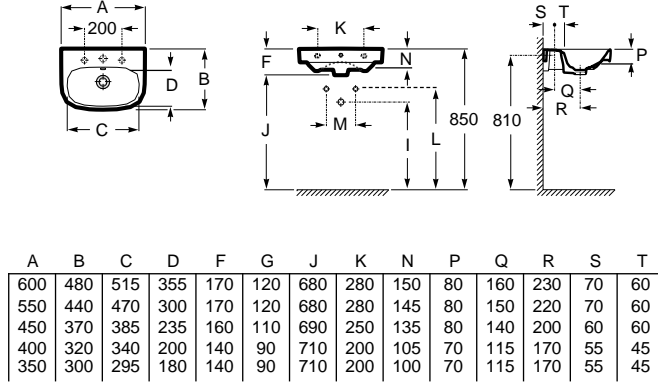 A
200
B
D
C
K
F
N
J
M
I
L
850
S T
P
810
Q
R
A B C D F G J K N P Q R S T
600 480 515 355 170 120 680 280 150 80 160 230 70 60
550 440 470 300 170 120 680 280 145 80 150 220 70 60
450 370 385 235 160 110 690 250 135 80 140 200 60 60
400 320 340 200 140 90 710 200 105 70 115 170 55 45
350 300 295 180 140 90 710 200 100 70 115 170 55 45